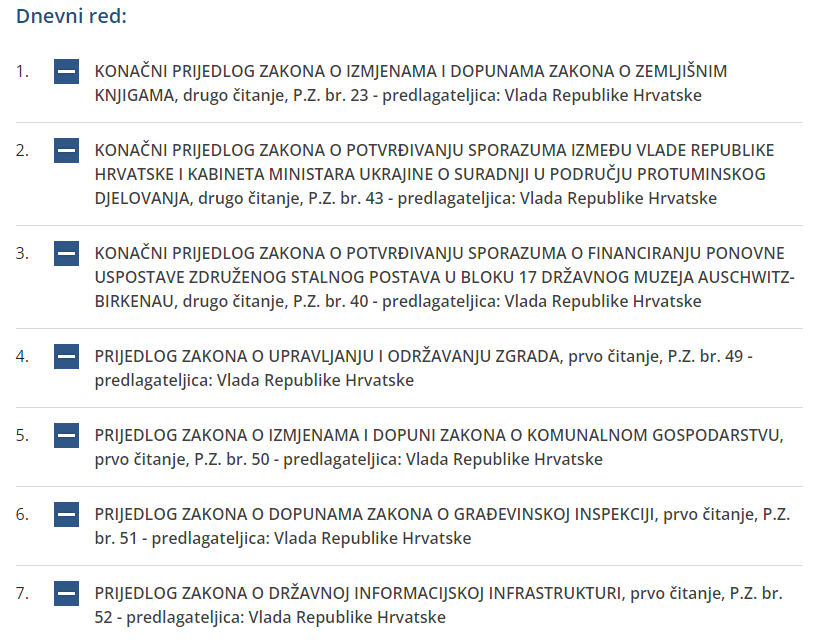 Dnevni red:
1. KONAČNI PRIJEDLOG ZAKONA O IZMJENAMA I DOPUNAMA ZAKONA O ZEMLJIŠNIM
KNJIGAMA, drugo čitanje, P.Z. br. 23 - predlagateljica: Vlada Republike Hrvatske
2. KONAČNI PRIJEDLOG ZAKONA O POTVRĐIVANJU SPORAZUMA IZMEĐU VLADE REPUBLIKE
HRVATSKE I KABINETA MINISTARA UKRAJINE O SURADNJI U PODRUČJU PROTUMINSKOG
DJELOVANJA, drugo čitanje, P.Z. br. 43 - predlagateljica: Vlada Republike Hrvatske
3. KONAČNI PRIJEDLOG ZAKONA O POTVRĐIVANJU SPORAZUMA O FINANCIRANJU PONOVNE
USPOSTAVE ZDRUŽENOG STALNOG POSTAVA U BLOKU 17 DRŽAVNOG MUZEJA AUSCHWITZ-
BIRKENAU, drugo čitanje, P.Z. br. 40 - predlagateljica: Vlada Republike Hrvatske
4. PRIJEDLOG ZAKONA O UPRAVLJANJU I ODRŽAVANJU ZGRADA, prvo čitanje, P.Z. br. 49 -
predlagateljica: Vlada Republike Hrvatske
5. PRIJEDLOG ZAKONA O IZMJENAMA I DOPUNI ZAKONA O KOMUNALNOM GOSPODARSTVU,
prvo čitanje, P.Z. br. 50 - predlagateljica: Vlada Republike Hrvatske
6. PRIJEDLOG ZAKONA O DOPUNAMA ZAKONA O GRAĐEVINSKOJ INSPEKCIJI, prvo čitanje, P.Z.
br. 51 - predlagateljica: Vlada Republike Hrvatske
7. PRIJEDLOG ZAKONA O DRŽAVNOJ INFORMACIJSKOJ INFRASTRUKTURI, prvo čitanje, P.Z. br.
52 - predlagateljica: Vlada Republike Hrvatske